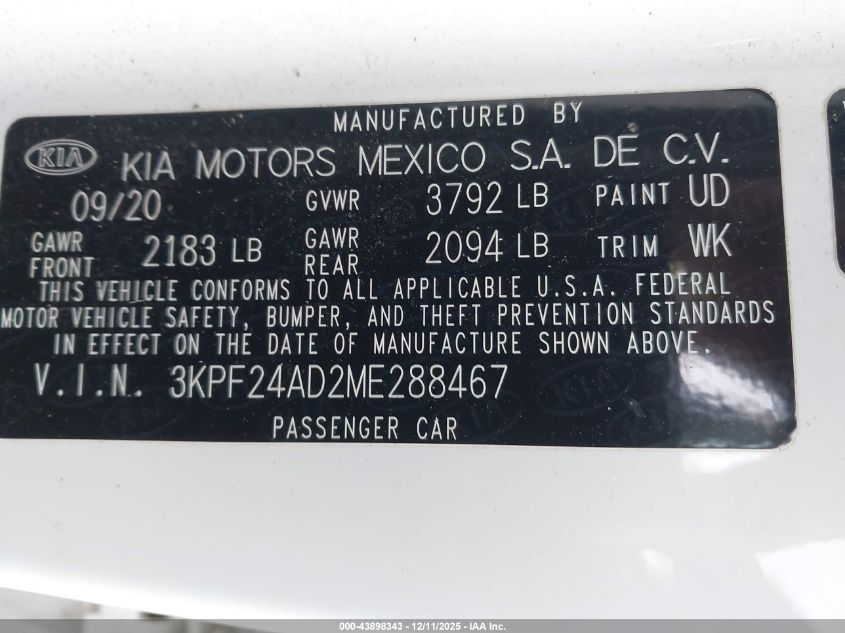 MANUFACTURED BY
KIA KIA MOTORS MEXICO S.A. DE C.V.
09/20 GVWR 3792 LB PAINT UD
GAWR FRONT 2183 LB GAWR REAR 2094 LB TRIM WK
THIS VEHICLE CONFORMS TO ALL APPLICABLE U.S.A. FEDERAL
MOTOR VEHICLE SAFETY, BUMPER, AND THEFT PREVENTION STANDARDS
IN EFFECT ON THE DATE OF MANUFACTURE SHOWN ABOVE.
V.I.N. 3KPF24AD2ME288467
PASSENGER CAR
000-43898343 - 12/11/2025 - IAA Inc.